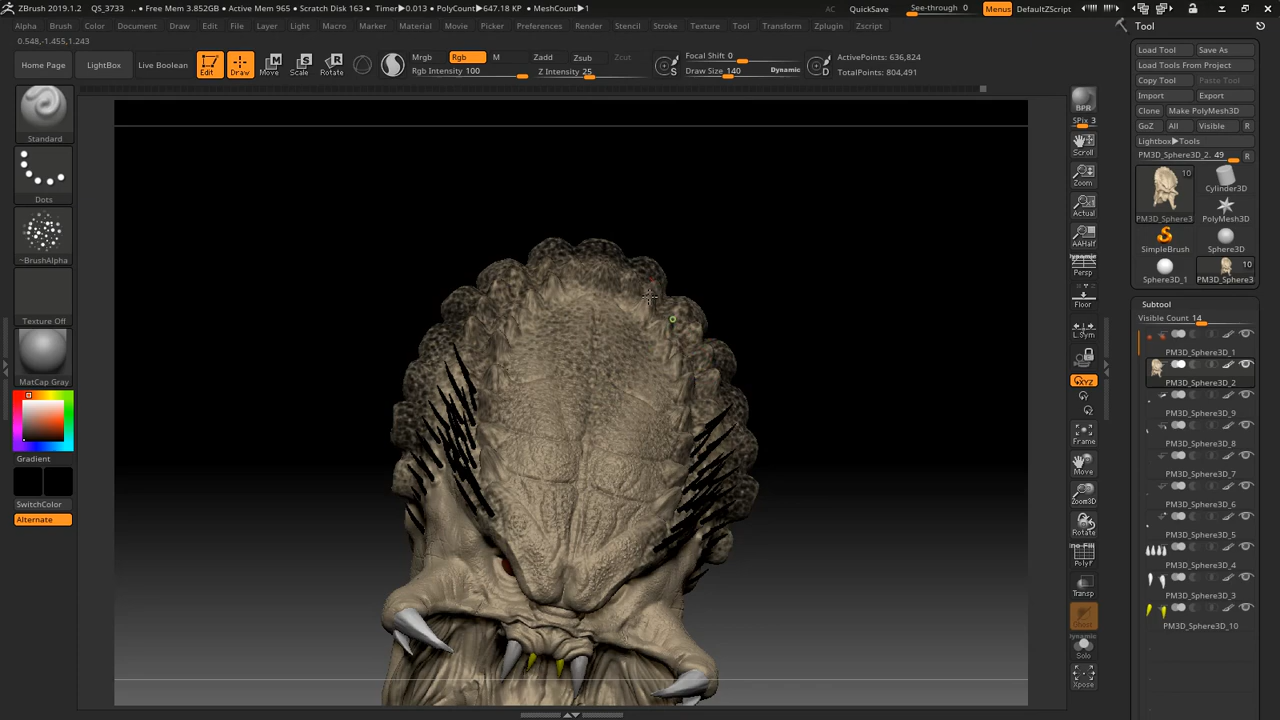 ZBrush 2019.1.2 QS_3733 .. • Free Mem 3.852GB • Active Mem 965 • Scratch Disk 163 • Timer▶0.013 • PolyCount▶647.18 KP • MeshCount▶1 AC QuickSave See-through 0 Menus DefaultZScript
Alpha Brush Color Document Draw Edit File Layer Light Macro Marker Material Movie Picker Preferences Render Stencil Stroke Texture Tool Transform Zplugin Zscript
0.548,-1.455,1.243
Home Page LightBox Live Boolean Edit Draw Move Scale Rotate
Mrgb Rgb M Zadd Zsub Zcut
Rgb Intensity 100 Z Intensity 25
Focal Shift 0
Draw Size 140 Dynamic
S D
ActivePoints: 636,824
TotalPoints: 804,491
Standard
Dots
~BrushAlpha
Texture Off
MatCap Gray
Gradient
SwitchColor
Alternate
BPR
SPix 3
Scroll
Zoom
Actual
AAHalf
Dynamic
Persp
Floor
L.Sym
XYZ
Frame
Move
Zoom3D
Rotate
PolyF
Transp
Ghost
Dynamic
Solo
Xpose
Tool
Load Tool Save As
Load Tools From Project
Copy Tool Paste Tool
Import Export
Clone Make PolyMesh3D
GoZ All Visible R
Lightbox▶Tools
PM3D_Sphere3D_2. 49 R
10
PM3D_Sphere3
Cylinder3D
PolyMesh3D
SimpleBrush
Sphere3D
Sphere3D_1
10
PM3D_Sphere3
Subtool
Visible Count 14
PM3D_Sphere3D_1
PM3D_Sphere3D_2
PM3D_Sphere3D_9
PM3D_Sphere3D_8
PM3D_Sphere3D_7
PM3D_Sphere3D_6
PM3D_Sphere3D_5
PM3D_Sphere3D_4
PM3D_Sphere3D_3
PM3D_Sphere3D_10